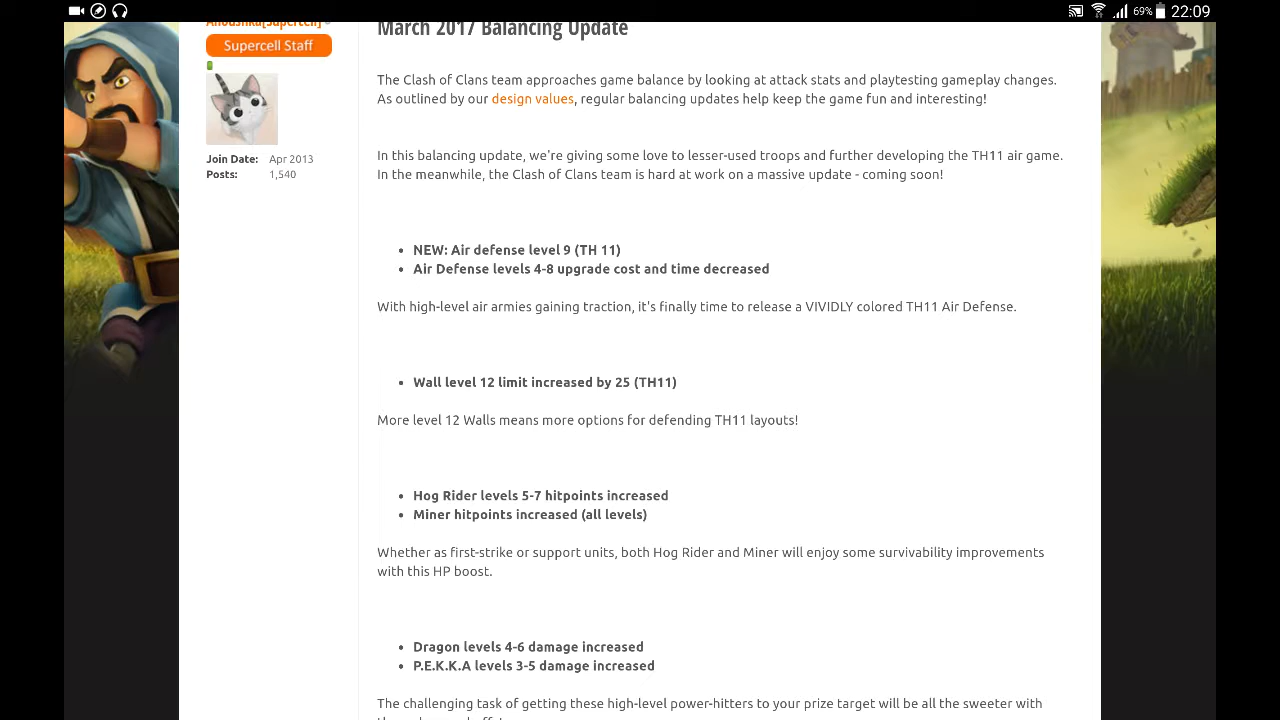 69% 22:09
Anoushka[Supercell]
Supercell Staff
Join Date: Apr 2013
Posts: 1,540
March 2017 Balancing Update
The Clash of Clans team approaches game balance by looking at attack stats and playtesting gameplay changes.
As outlined by our design values, regular balancing updates help keep the game fun and interesting!
In this balancing update, we're giving some love to lesser-used troops and further developing the TH11 air game.
In the meanwhile, the Clash of Clans team is hard at work on a massive update - coming soon!
• NEW: Air defense level 9 (TH 11)
• Air Defense levels 4-8 upgrade cost and time decreased
With high-level air armies gaining traction, it's finally time to release a VIVIDLY colored TH11 Air Defense.
• Wall level 12 limit increased by 25 (TH11)
More level 12 Walls means more options for defending TH11 layouts!
• Hog Rider levels 5-7 hitpoints increased
• Miner hitpoints increased (all levels)
Whether as first-strike or support units, both Hog Rider and Miner will enjoy some survivability improvements
with this HP boost.
• Dragon levels 4-6 damage increased
• P.E.K.K.A levels 3-5 damage increased
The challenging task of getting these high-level power-hitters to your prize target will be all the sweeter with